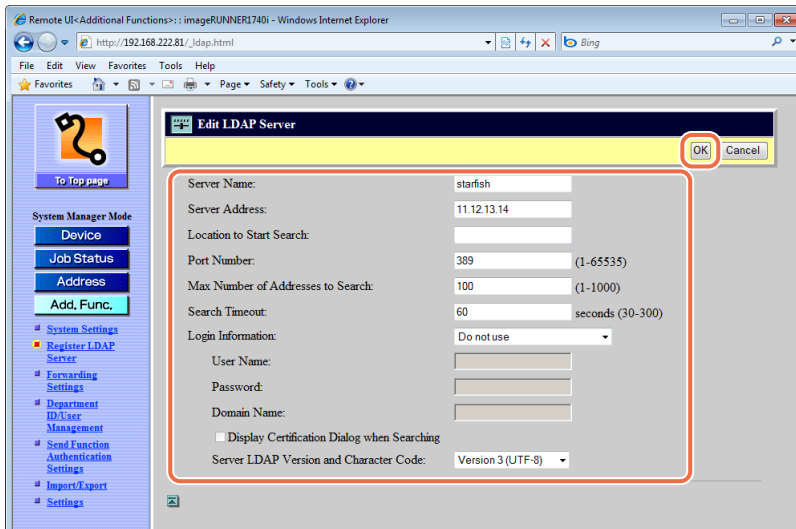 Remote UI<Additional Functions>: : imageRUNNER1740i - Windows Internet Explorer
http://192.168.222.81/_ldap.html
Bing
File Edit View Favorites Tools Help
Favorites Page Safety Tools
To Top page
System Manager Mode
Device
Job Status
Address
Add. Func.
System Settings
Register LDAP
Server
Forwarding
Settings
Department
ID/User
Management
Send Function
Authentication
Settings
Import/Export
Settings
Edit LDAP Server
OK Cancel
Server Name: starfish
Server Address: 11.12.13.14
Location to Start Search:
Port Number: 389 (1-65535)
Max Number of Addresses to Search: 100 (1-1000)
Search Timeout: 60 seconds (30-300)
Login Information: Do not use
User Name:
Password:
Domain Name:
Display Certification Dialog when Searching
Server LDAP Version and Character Code: Version 3 (UTF-8)